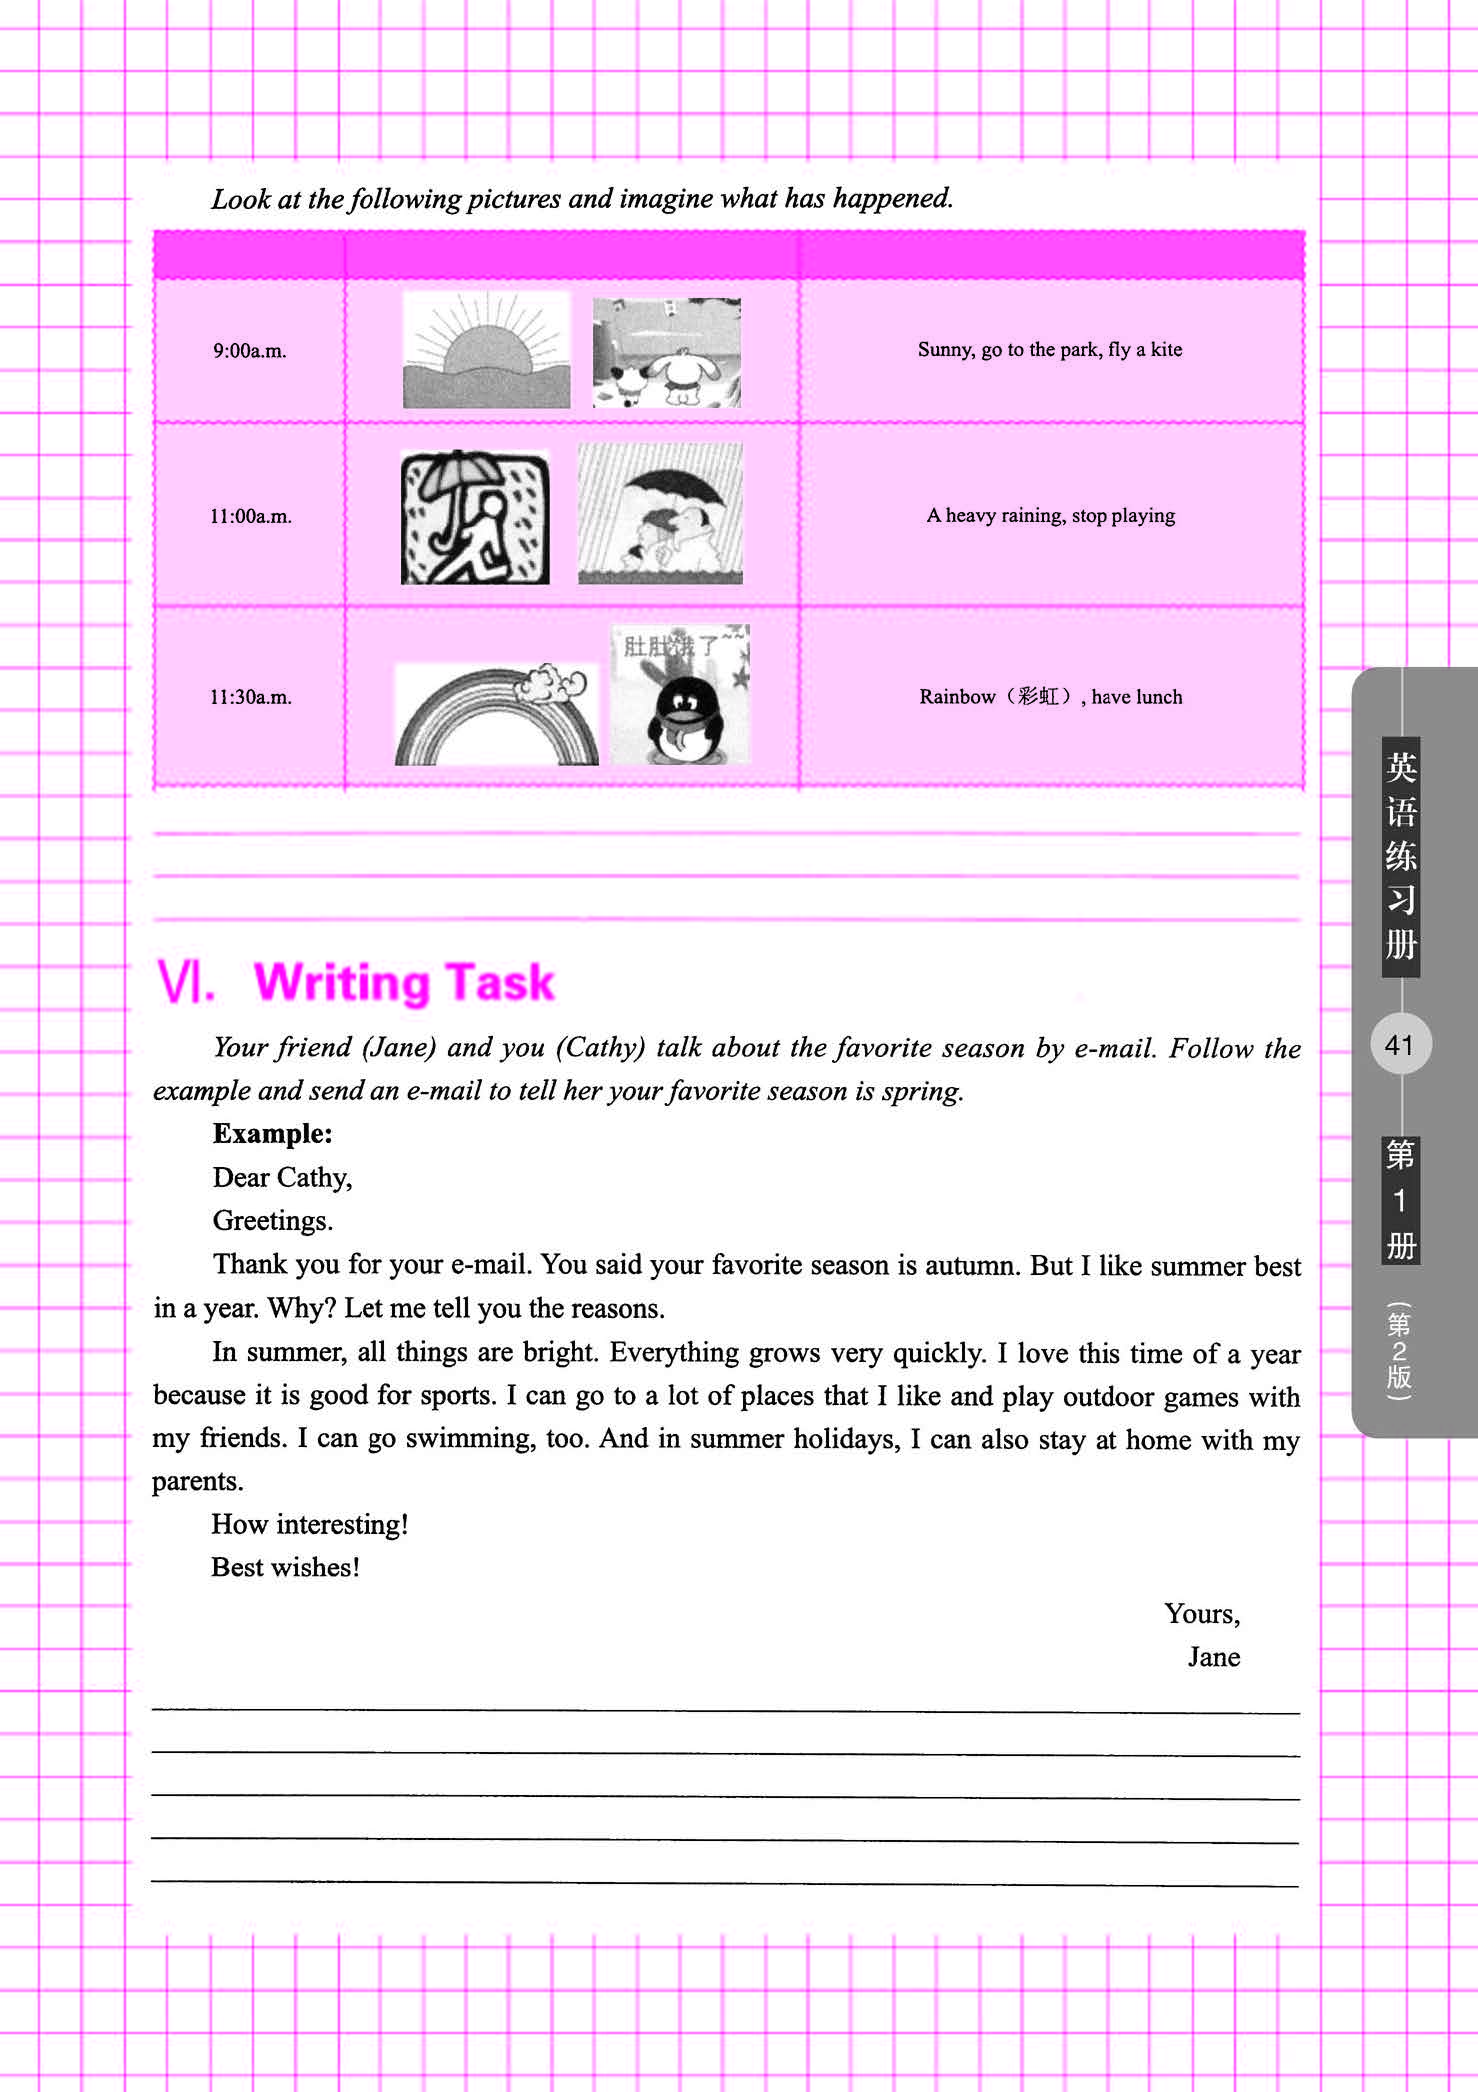 Look at the following pictures and imagine what has happened.
9:00a.m.
Sunny, go to the park, fly a kite
11:00a.m.
A heavy raining, stop playing
肚肚饿了~~
11:30a.m.
Rainbow（彩虹）, have lunch
Ⅵ. Writing Task
Your friend (Jane) and you (Cathy) talk about the favorite season by e-mail. Follow the
example and send an e-mail to tell her your favorite season is spring.
Example:
Dear Cathy,
Greetings.
Thank you for your e-mail. You said your favorite season is autumn. But I like summer best
in a year. Why? Let me tell you the reasons.
In summer, all things are bright. Everything grows very quickly. I love this time of a year
because it is good for sports. I can go to a lot of places that I like and play outdoor games with
my friends. I can go swimming, too. And in summer holidays, I can also stay at home with my
parents.
How interesting!
Best wishes!
Yours,
Jane
英语练习册
41
第1册
（第2版）